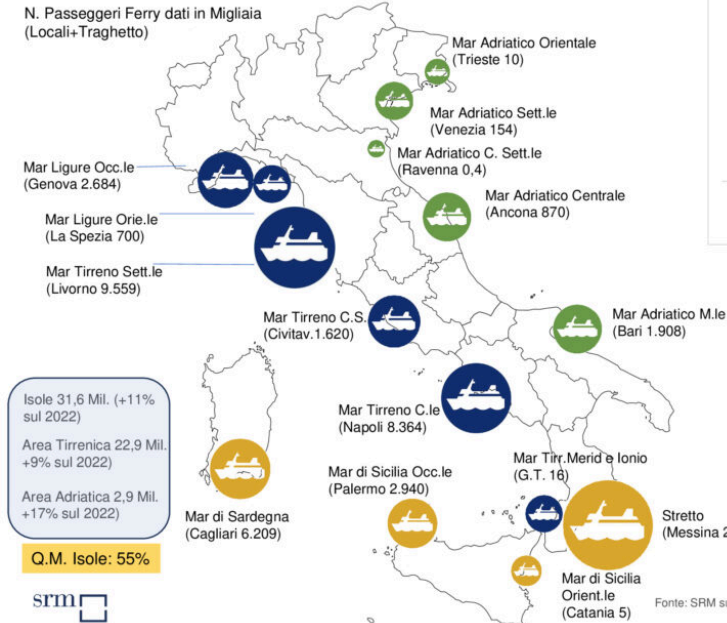 N. Passeggeri Ferry dati in Migliaia
(Locali+Traghetto)
Mar Adriatico Orientale
(Trieste 10)
Mar Adriatico Sett.le
(Venezia 154)
Mar Adriatico C. Sett.le
(Ravenna 0,4)
Mar Ligure Occ.le
(Genova 2.684)
Mar Adriatico Centrale
(Ancona 870)
Mar Ligure Orie.le
(La Spezia 700)
Mar Tirreno Sett.le
(Livorno 9.559)
Mar Tirreno C.S.
(Civitav.1.620)
Mar Adriatico M.le
(Bari 1.908)
Isole 31,6 Mil. (+11%
sul 2022)
Area Tirrenica 22,9 Mil.
+9% sul 2022)
Area Adriatica 2,9 Mil.
+17% sul 2022)
Q.M. Isole: 55%
Mar Tirreno C.le
(Napoli 8.364)
Mar Tirr.Merid e Ionio
(G.T. 16)
Mar di Sicilia Occ.le
(Palermo 2.940)
Mar di Sardegna
(Cagliari 6.209)
Stretto
(Messina 2
Mar di Sicilia
Orient.le
(Catania 5)
srm
Fonte: SRM s